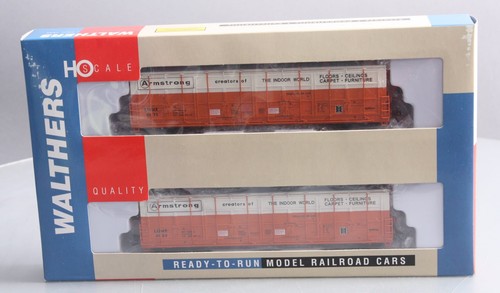 WALTHERS
HO SCALE
QUALITY
Armstrong creators of THE INDOOR WORLD FLOORS - CEILINGS
CARPET - FURNITURE
Armstrong creators of THE INDOOR WORLD FLOORS - CEILINGS
CARPET - FURNITURE
READY-TO-RUN MODEL RAILROAD CARS
WALTHERS